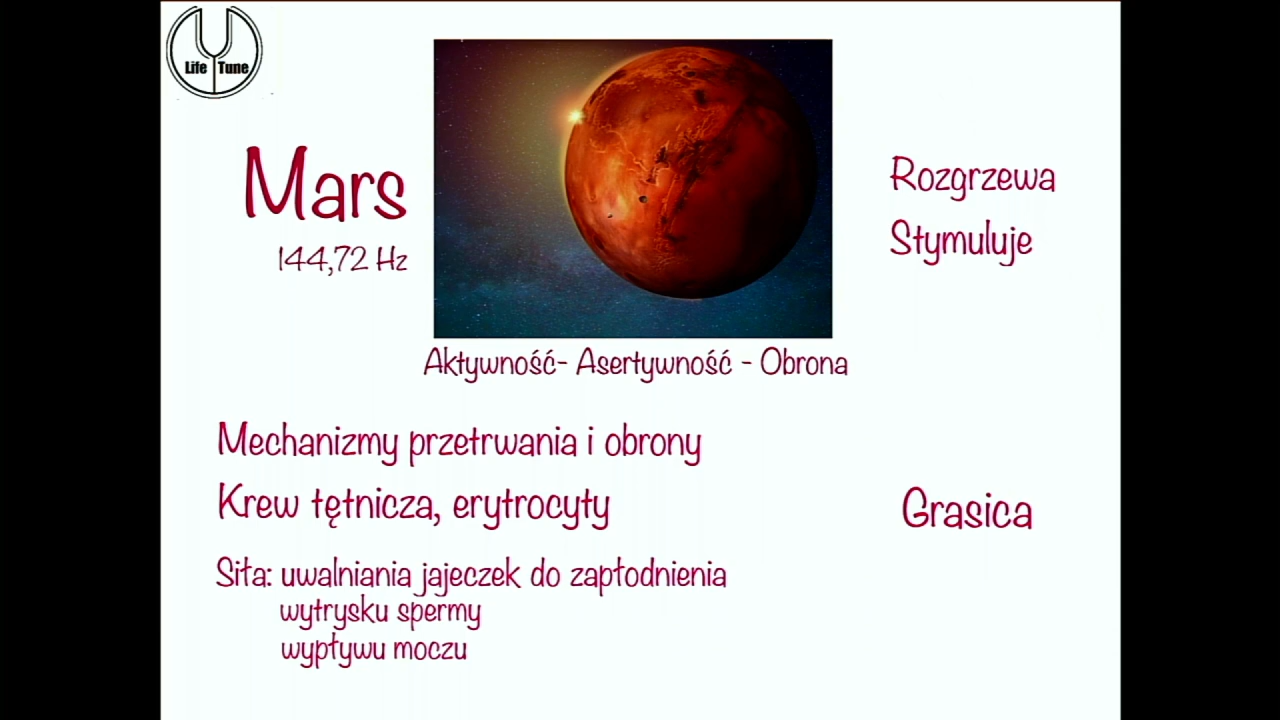 Life Tune
Mars
144,72 Hz
Rozgrzewa
Stymuluje
Aktywność- Asertywność - Obrona
Mechanizmy przetrwania i obrony
Krew tętnicza, erytrocyty
Grasica
Siła: uwalniania jajeczek do zapłodnienia
wytrysku spermy
wypływu moczu